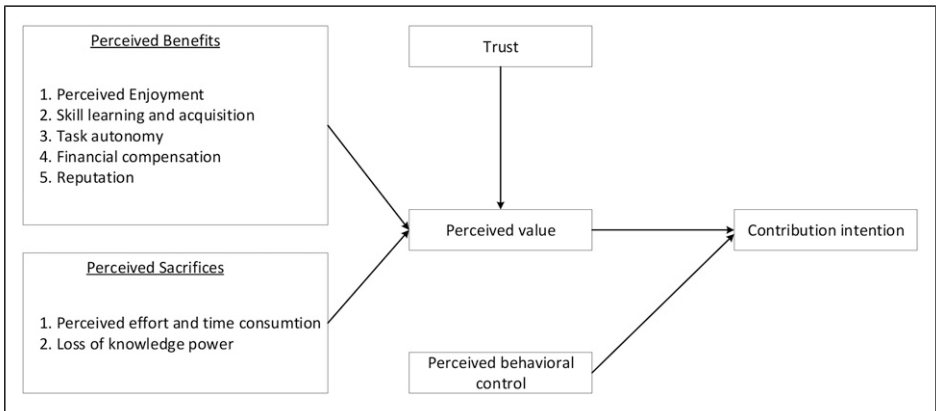 Perceived Benefits
1. Perceived Enjoyment
2. Skill learning and acquisition
3. Task autonomy
4. Financial compensation
5. Reputation
Perceived Sacrifices
1. Perceived effort and time consumtion
2. Loss of knowledge power
Trust
Perceived value
Perceived behavioral
control
Contribution intention